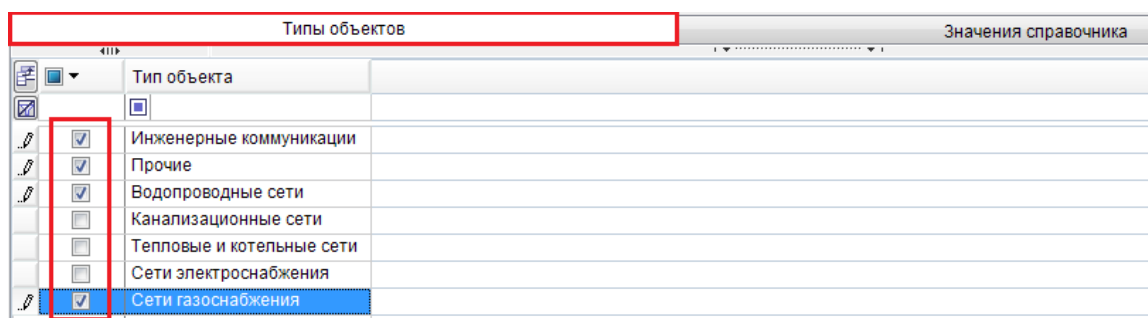 Типы объектов
Значения справочника
Тип объекта
Инженерные коммуникации
Прочие
Водопроводные сети
Канализационные сети
Тепловые и котельные сети
Сети электроснабжения
Сети газоснабжения